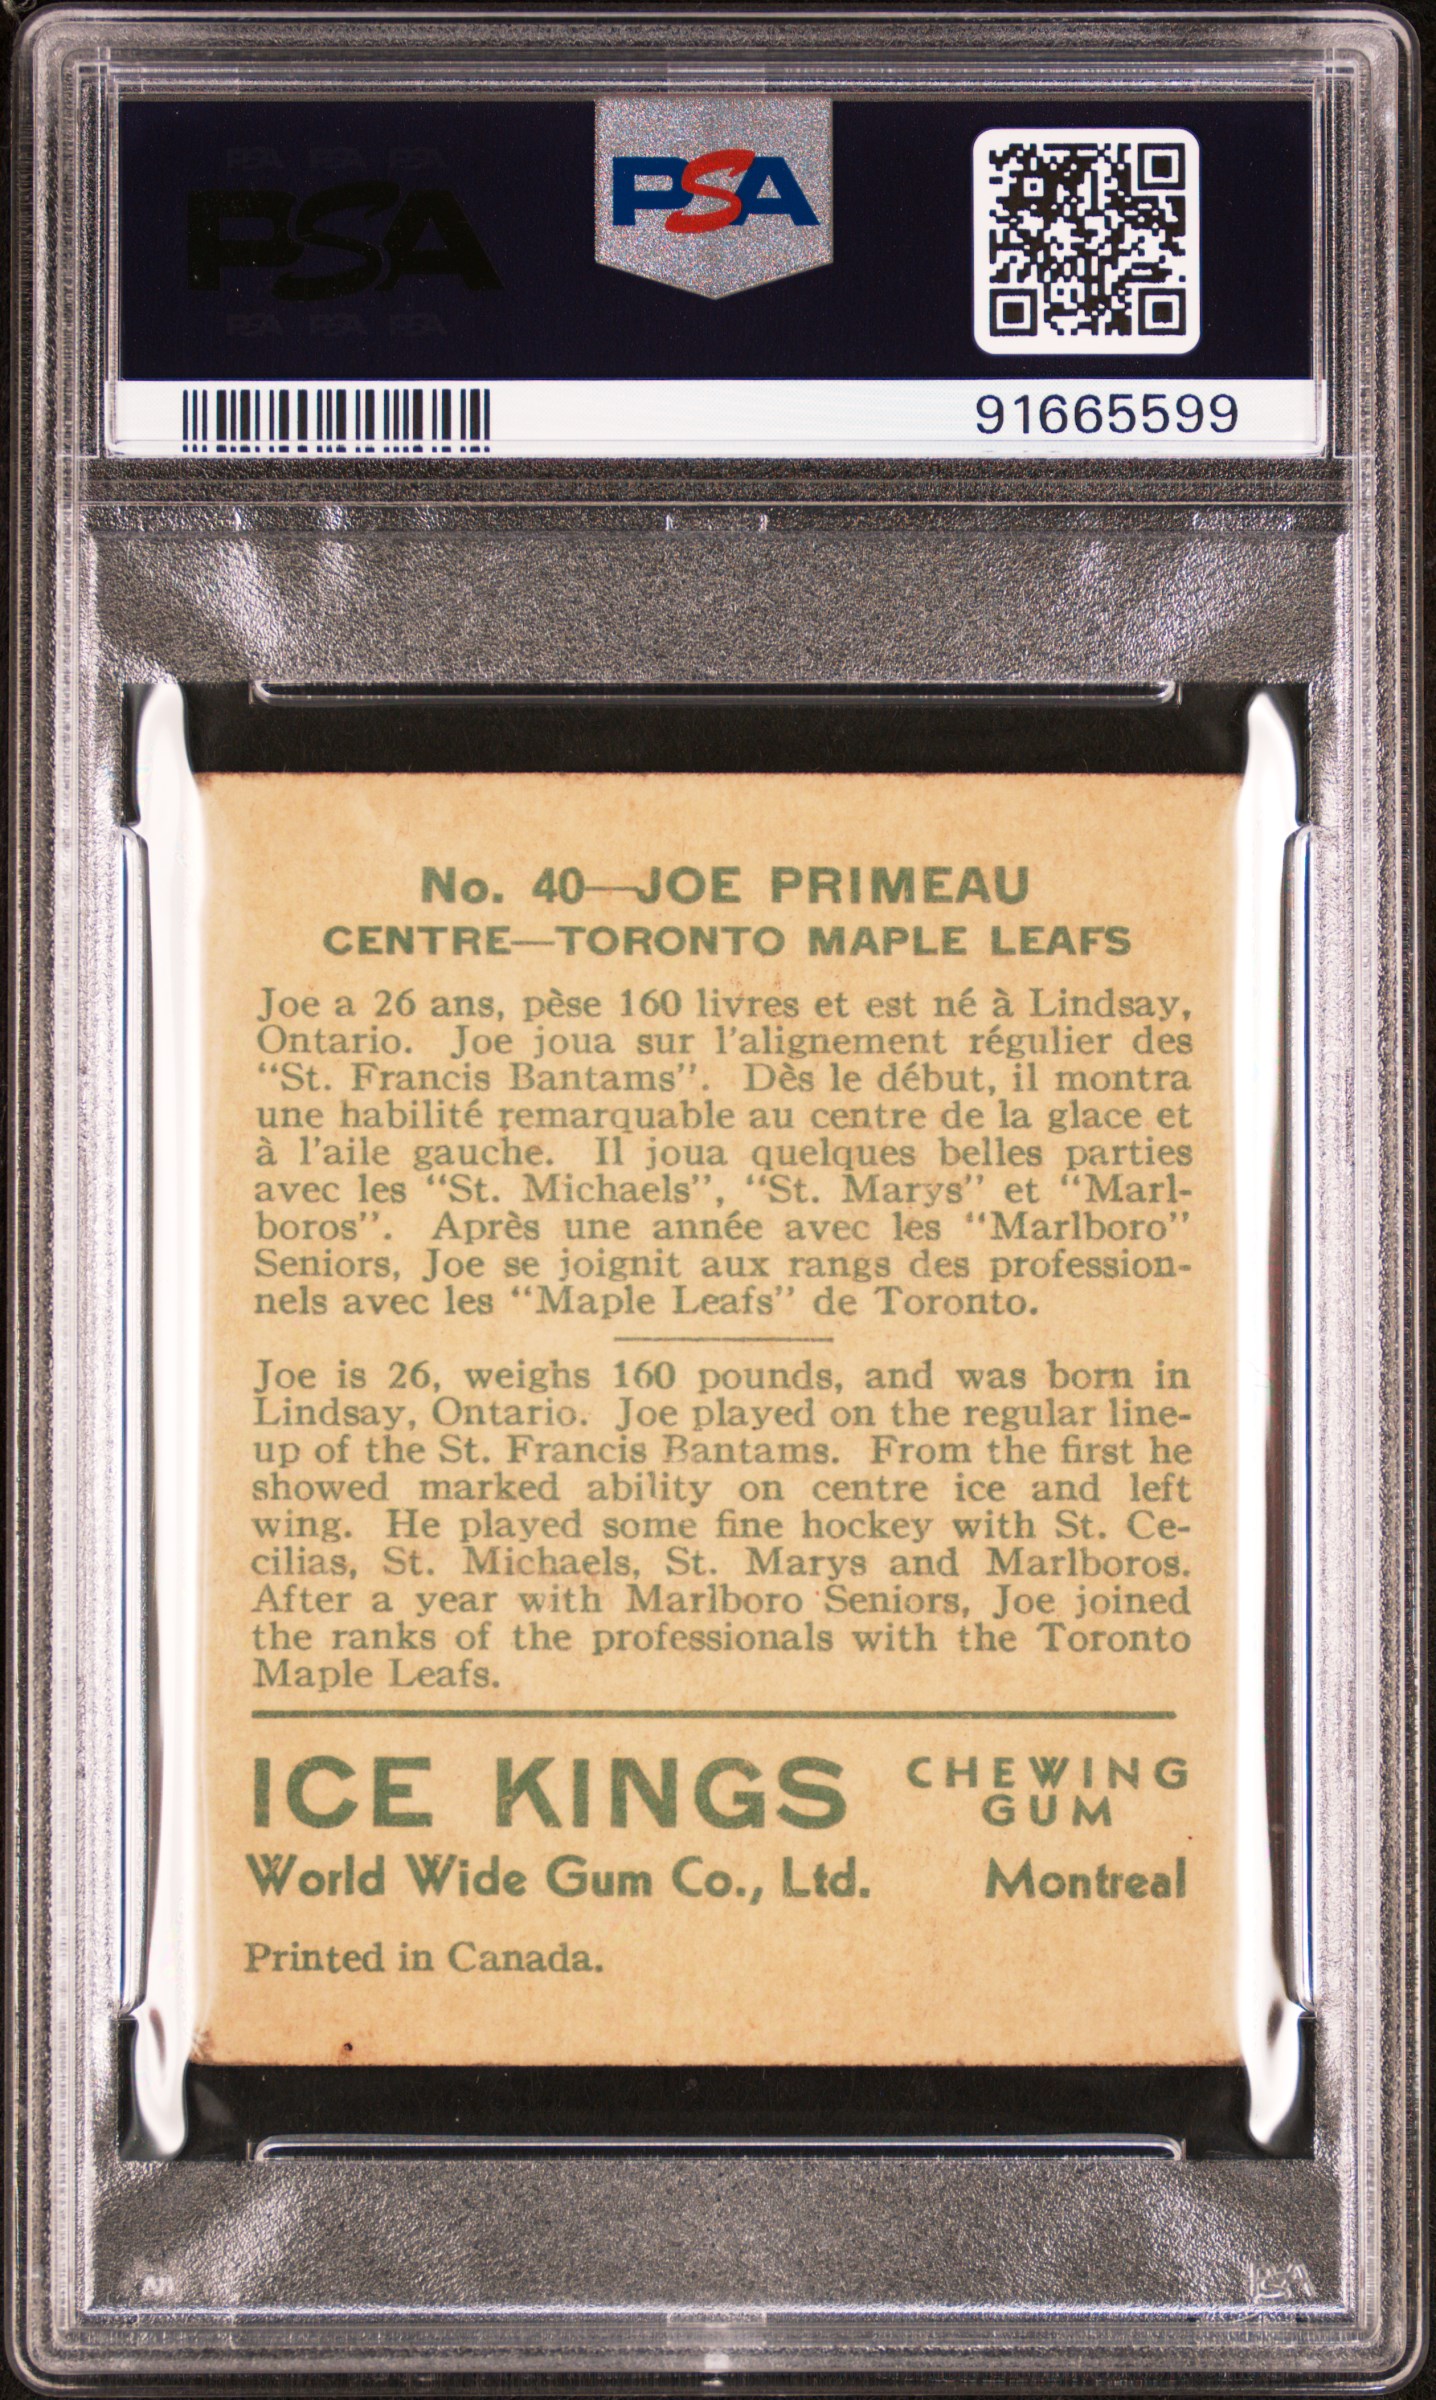 PSA
PSA PSA PSA
PSA
PSA PSA PSA
91665599
No. 40—JOE PRIMEAU
CENTRE—TORONTO MAPLE LEAFS
Joe a 26 ans, pèse 160 livres et est né à Lindsay,
Ontario. Joe joua sur l'alignement régulier des
"St. Francis Bantams". Dès le début, il montra
une habilité remarquable au centre de la glace et
à l'aile gauche. Il joua quelques belles parties
avec les "St. Michaels", "St. Marys" et "Marl-
boros". Après une année avec les "Marlboro"
Seniors, Joe se joignit aux rangs des profession-
nels avec les "Maple Leafs" de Toronto.
Joe is 26, weighs 160 pounds, and was born in
Lindsay, Ontario. Joe played on the regular line-
up of the St. Francis Bantams. From the first he
showed marked ability on centre ice and left
wing. He played some fine hockey with St. Ce-
cilias, St. Michaels, St. Marys and Marlboros.
After a year with Marlboro Seniors, Joe joined
the ranks of the professionals with the Toronto
Maple Leafs.
ICE KINGS CHEWING
GUM
World Wide Gum Co., Ltd. Montreal
Printed in Canada.
PSA